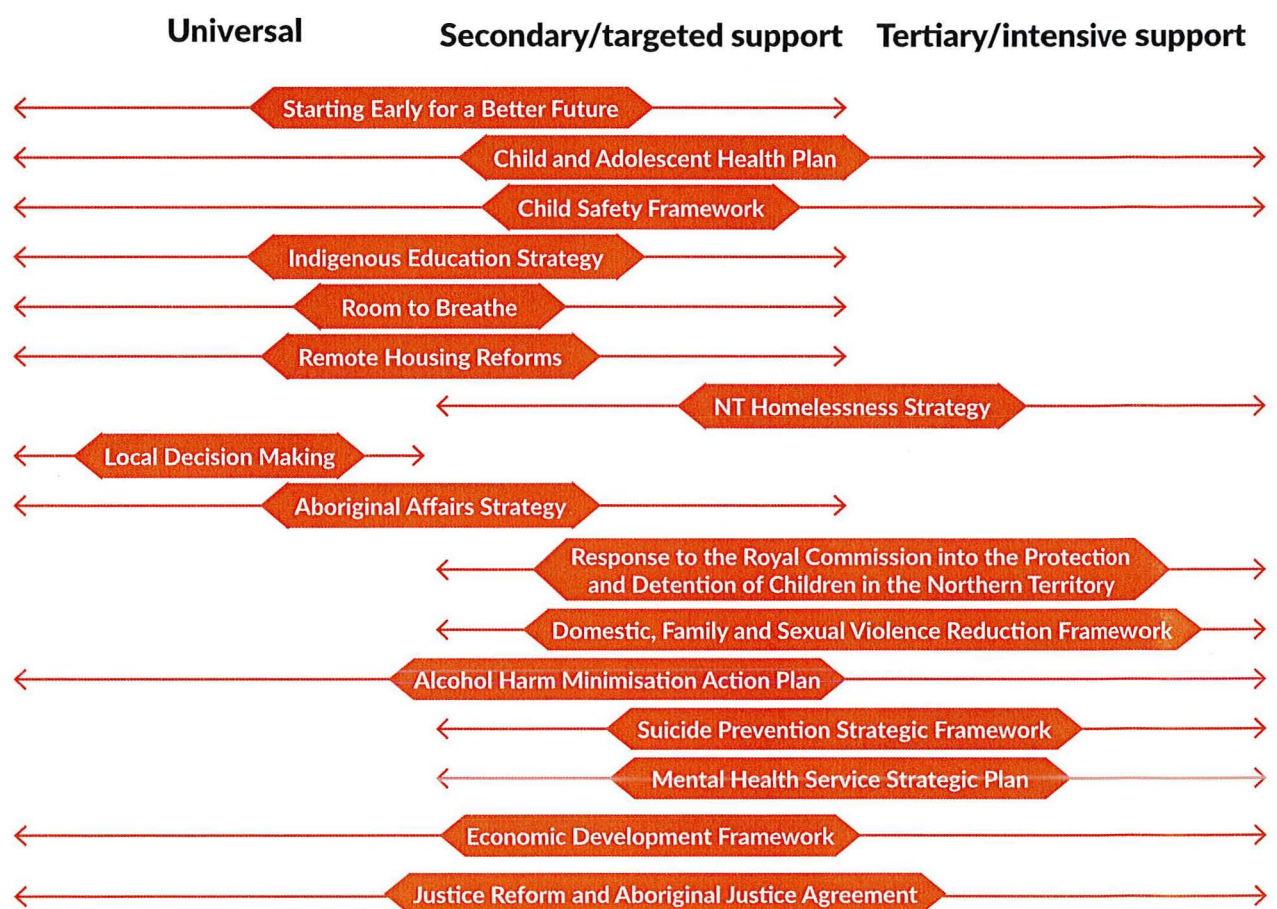 Universal Secondary/targeted support Tertiary/intensive support
Starting Early for a Better Future
Child and Adolescent Health Plan
Child Safety Framework
Indigenous Education Strategy
Room to Breathe
Remote Housing Reforms
NT Homelessness Strategy
Local Decision Making
Aboriginal Affairs Strategy
Response to the Royal Commission into the Protection
and Detention of Children in the Northern Territory
Domestic, Family and Sexual Violence Reduction Framework
Alcohol Harm Minimisation Action Plan
Suicide Prevention Strategic Framework
Mental Health Service Strategic Plan
Economic Development Framework
Justice Reform and Aboriginal Justice Agreement